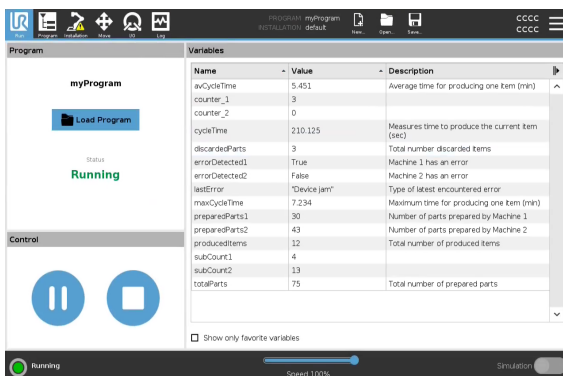 UR
PROGRAM myProgram
INSTALLATION default
CCCC
CCCC
Run
Program
Installation
Move
I/O
Log
New...
Open...
Save...
Program
Variables
myProgram
Load Program
Status
Running
Control
Name Value Description
avCycleTime 5.451 Average time for producing one item (min)
counter_1 3
counter_2 0
cycleTime 210.125 Measures time to produce the current item
(sec)
discardedParts 3 Total number discarded items
errorDetected1 True Machine 1 has an error
errorDetected2 False Machine 2 has an error
lastError "Device jam" Type of latest encountered error
maxCycleTime 7.234 Maximum time for producing one item (min)
preparedParts1 30 Number of parts prepared by Machine 1
preparedParts2 43 Number of parts prepared by Machine 2
producedItems 12 Total number of produced items
subCount1 4
subCount2 13
totalParts 75 Total number of prepared parts
Show only favorite variables
Running
Speed 100%
Simulation